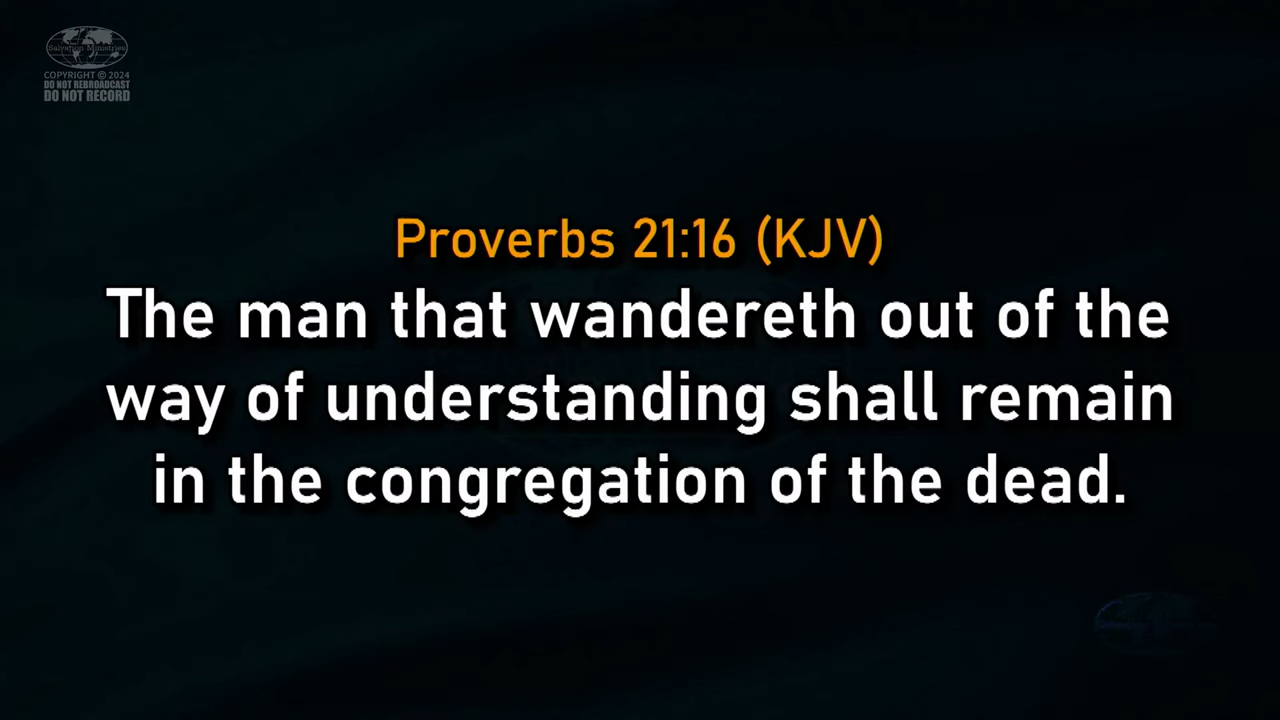 Salvation Ministries
COPYRIGHT © 2024
DO NOT REBROADCAST
DO NOT RECORD
Proverbs 21:16 (KJV)
The man that wandereth out of the
way of understanding shall remain
in the congregation of the dead.